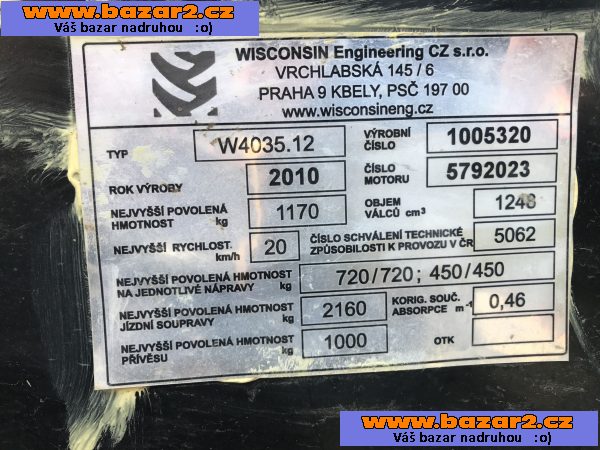 www.bazar2.cz
Váš bazar nadruhou :o)
WISCONSIN Engineering CZ s.r.o.
VRCHLABSKÁ 145 / 6
PRAHA 9 KBELY, PSČ 197 00
www.wisconsineng.cz
TYP W4035.12
VÝROBNÍ ČÍSLO 1005320
ROK VÝROBY 2010
ČÍSLO MOTORU 5792023
NEJVYŠŠÍ POVOLENÁ HMOTNOST kg 1170
OBJEM VÁLCŮ cm³ 1248
NEJVYŠŠÍ RYCHLOST. km/h 20
ČÍSLO SCHVÁLENÍ TECHNICKÉ ZPŮSOBILOSTI K PROVOZU V ČR 5062
NEJVYŠŠÍ POVOLENÁ HMOTNOST NA JEDNOTLIVÉ NÁPRAVY kg 720/720; 450/450
NEJVYŠŠÍ POVOLENÁ HMOTNOST JÍZDNÍ SOUPRAVY kg 2160
KORIG. SOUČ. ABSORPCE m⁻¹ 0,46
NEJVYŠŠÍ POVOLENÁ HMOTNOST PŘÍVĚSU kg 1000
OTK
www.bazar2.cz
Váš bazar nadruhou :o)